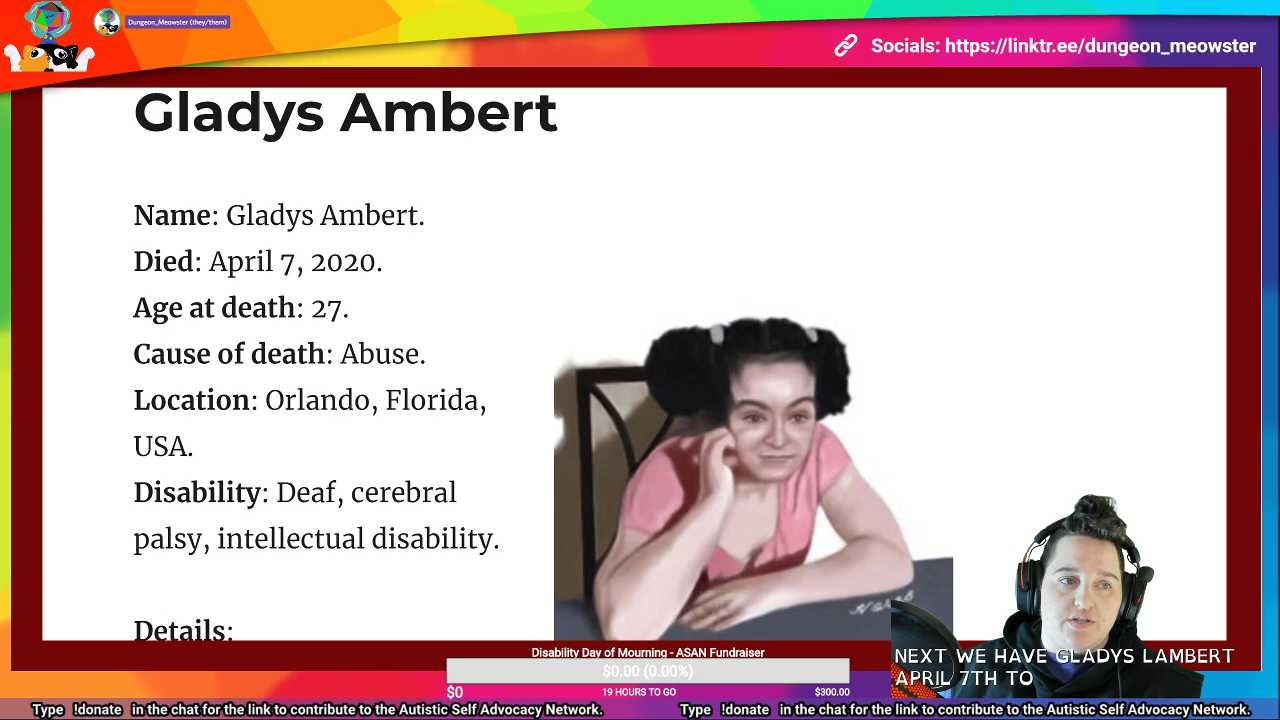 Dungeon_Meowster (they/them)
Socials: https://linktr.ee/dungeon_meowster
Gladys Ambert
Name: Gladys Ambert.
Died: April 7, 2020.
Age at death: 27.
Cause of death: Abuse.
Location: Orlando, Florida,
USA.
Disability: Deaf, cerebral
palsy, intellectual disability.
Details:
NEXT WE HAVE GLADYS LAMBERT
APRIL 7TH TO
Disability Day of Mourning - ASAN Fundraiser
$0.00 (0.00%)
$0 19 HOURS TO GO $300.00
Type !donate in the chat for the link to contribute to the Autistic Self Advocacy Network. Type !donate in the chat for the link to contribute to the Autistic Self Advocacy Network.